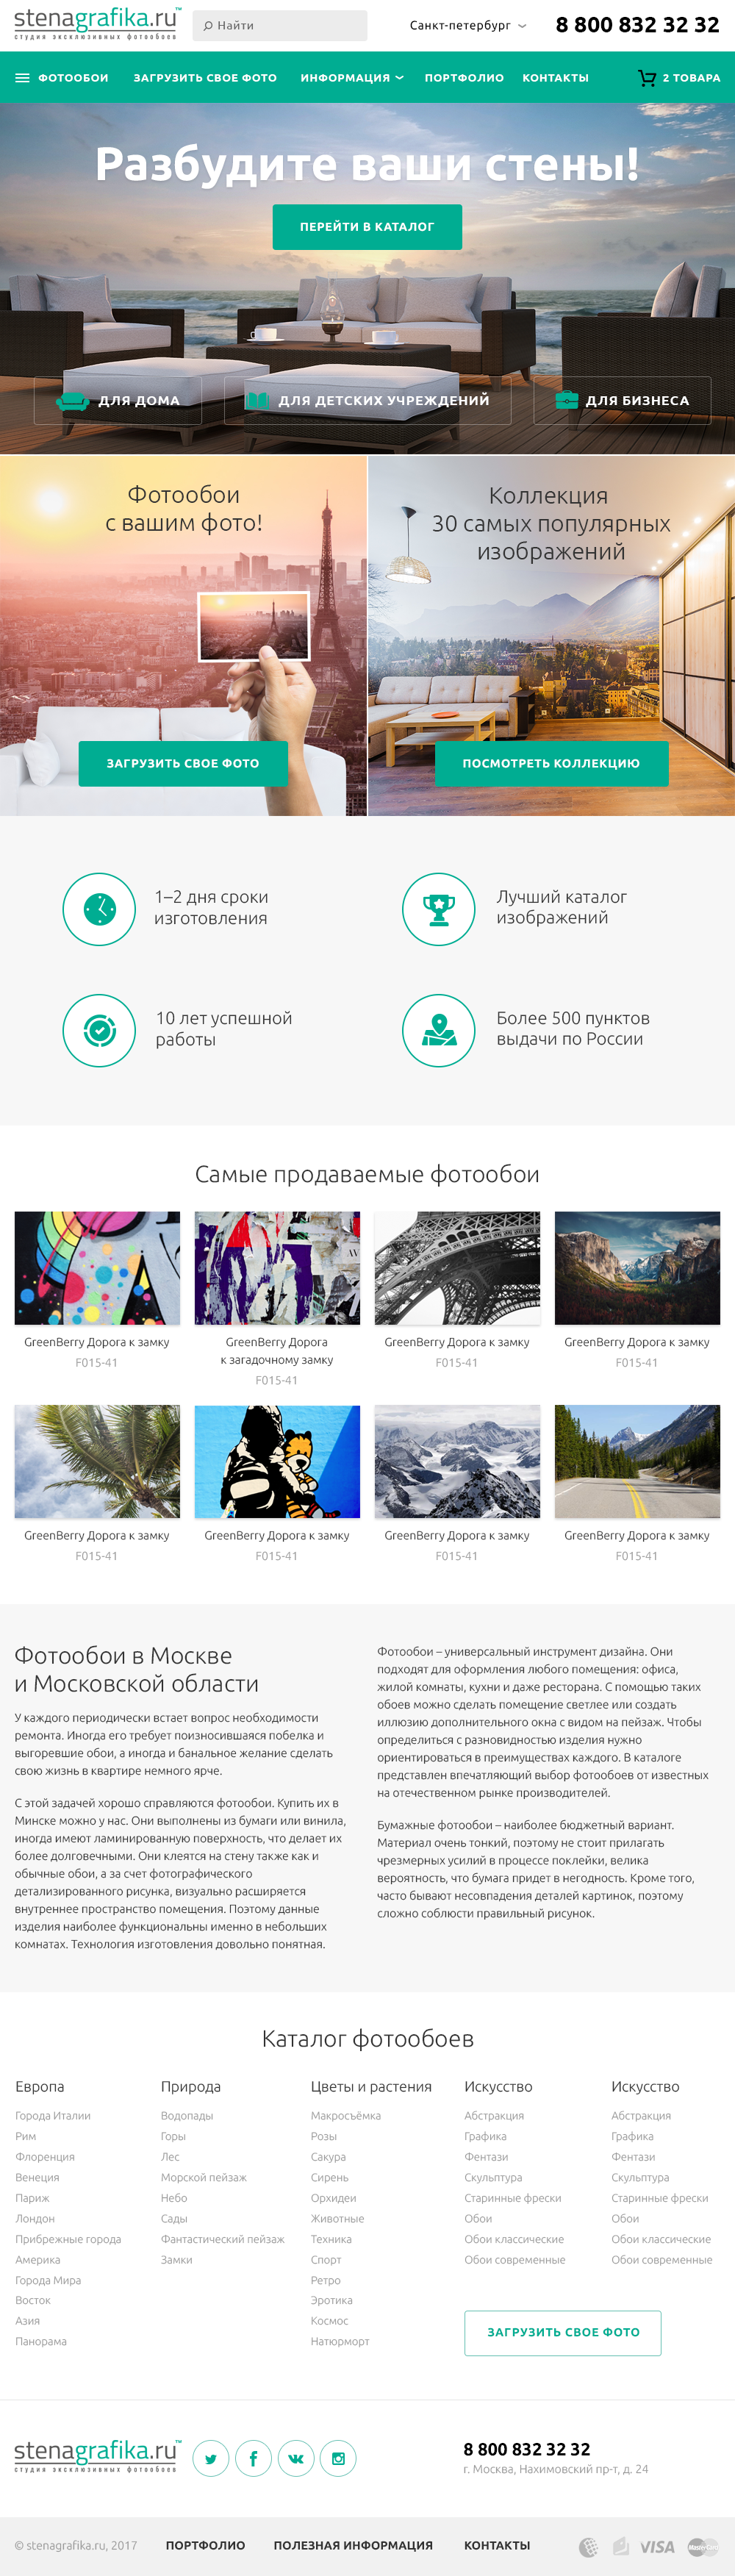 stenagrafika.ru™
студия эксклюзивных фотообоев
Найти
Санкт-петербург
8 800 832 32 32
ФОТООБОИ
ЗАГРУЗИТЬ СВОЕ ФОТО
ИНФОРМАЦИЯ
ПОРТФОЛИО
КОНТАКТЫ
2 ТОВАРА
Разбудите ваши стены!
ПЕРЕЙТИ В КАТАЛОГ
ДЛЯ ДОМА
ДЛЯ ДЕТСКИХ УЧРЕЖДЕНИЙ
ДЛЯ БИЗНЕСА
Фотообои
с вашим фото!
ЗАГРУЗИТЬ СВОЕ ФОТО
Коллекция
30 самых популярных
изображений
ПОСМОТРЕТЬ КОЛЛЕКЦИЮ
1–2 дня сроки
изготовления
Лучший каталог
изображений
10 лет успешной
работы
Более 500 пунктов
выдачи по России
Самые продаваемые фотообои
GreenBerry Дорога к замку
F015-41
GreenBerry Дорога
к загадочному замку
F015-41
GreenBerry Дорога к замку
F015-41
GreenBerry Дорога к замку
F015-41
GreenBerry Дорога к замку
F015-41
GreenBerry Дорога к замку
F015-41
GreenBerry Дорога к замку
F015-41
GreenBerry Дорога к замку
F015-41
Фотообои в Москве
и Московской области
У каждого периодически встает вопрос необходимости
ремонта. Иногда его требует поизносившаяся побелка и
выгоревшие обои, а иногда и банальное желание сделать
свою жизнь в квартире немного ярче.
С этой задачей хорошо справляются фотообои. Купить их в
Минске можно у нас. Они выполнены из бумаги или винила,
иногда имеют ламинированную поверхность, что делает их
более долговечными. Они клеятся на стену также как и
обычные обои, а за счет фотографического
детализированного рисунка, визуально расширяется
внутреннее пространство помещения. Поэтому данные
изделия наиболее функциональны именно в небольших
комнатах. Технология изготовления довольно понятная.
Фотообои – универсальный инструмент дизайна. Они
подходят для оформления любого помещения: офиса,
жилой комнаты, кухни и даже ресторана. С помощью таких
обоев можно сделать помещение светлее или создать
иллюзию дополнительного окна с видом на пейзаж. Чтобы
определиться с разновидностью изделия нужно
ориентироваться в преимуществах каждого. В каталоге
представлен впечатляющий выбор фотообоев от известных
на отечественном рынке производителей.
Бумажные фотообои – наиболее бюджетный вариант.
Материал очень тонкий, поэтому не стоит прилагать
чрезмерных усилий в процессе поклейки, велика
вероятность, что бумага придет в негодность. Кроме того,
часто бывают несовпадения деталей картинок, поэтому
сложно соблюсти правильный рисунок.
Каталог фотообоев
Европа
Города Италии
Рим
Флоренция
Венеция
Париж
Лондон
Прибрежные города
Америка
Города Мира
Восток
Азия
Панорама
Природа
Водопады
Горы
Лес
Морской пейзаж
Небо
Сады
Фантастический пейзаж
Замки
Цветы и растения
Макросъёмка
Розы
Сакура
Сирень
Орхидеи
Животные
Техника
Спорт
Ретро
Эротика
Космос
Натюрморт
Искусство
Абстракция
Графика
Фентази
Скульптура
Старинные фрески
Обои
Обои классические
Обои современные
Искусство
Абстракция
Графика
Фентази
Скульптура
Старинные фрески
Обои
Обои классические
Обои современные
ЗАГРУЗИТЬ СВОЕ ФОТО
stenagrafika.ru™
студия эксклюзивных фотообоев
8 800 832 32 32
г. Москва, Нахимовский пр-т, д. 24
© stenagrafika.ru, 2017
ПОРТФОЛИО
ПОЛЕЗНАЯ ИНФОРМАЦИЯ
КОНТАКТЫ
VISA
MasterCard